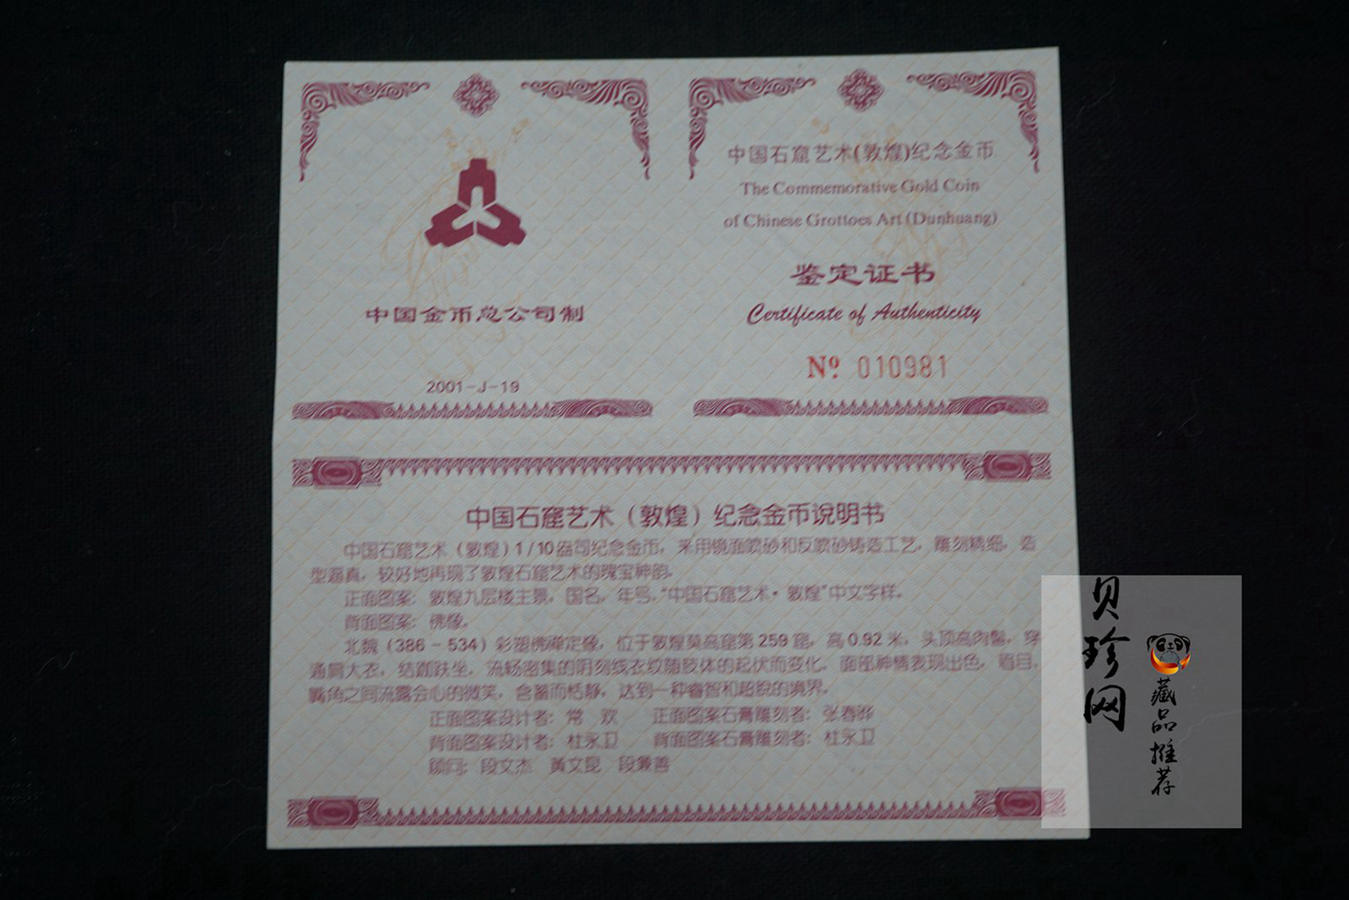 中国金币总公司制
2001-J-19
中国石窟艺术(敦煌)纪念金币
The Commemorative Gold Coin
of Chinese Grottoes Art (Dunhuang)
鉴定证书
Certificate of Authenticity
Nº 010981
中国石窟艺术（敦煌）纪念金币说明书
中国石窟艺术（敦煌）1/10盎司纪念金币，采用镜面喷砂和反喷砂铸造工艺，雕刻精细，造
型逼真，较好地再现了敦煌石窟艺术的瑰宝神韵。
正面图案：敦煌九层楼主景，国名，年号，“中国石窟艺术·敦煌”中文字样。
背面图案：佛像。
北魏（386－534）彩塑佛禅定像，位于敦煌莫高窟第259窟，高0.92米，头顶高肉髻，穿
通肩大衣，结跏趺坐，流畅密集的阴刻线衣纹随肢体的起伏而变化，面部神情表现出色，眉目，
嘴角之间流露会心的微笑，含蓄而恬静，达到一种睿智和超脱的境界。
正面图案设计者：常 欢 正面图案石膏雕刻者：张春晔
背面图案设计者：杜永卫 背面图案石膏雕刻者：杜永卫
顾问：段文杰 黄文昆 段兼善
贝珍网
藏品推荐